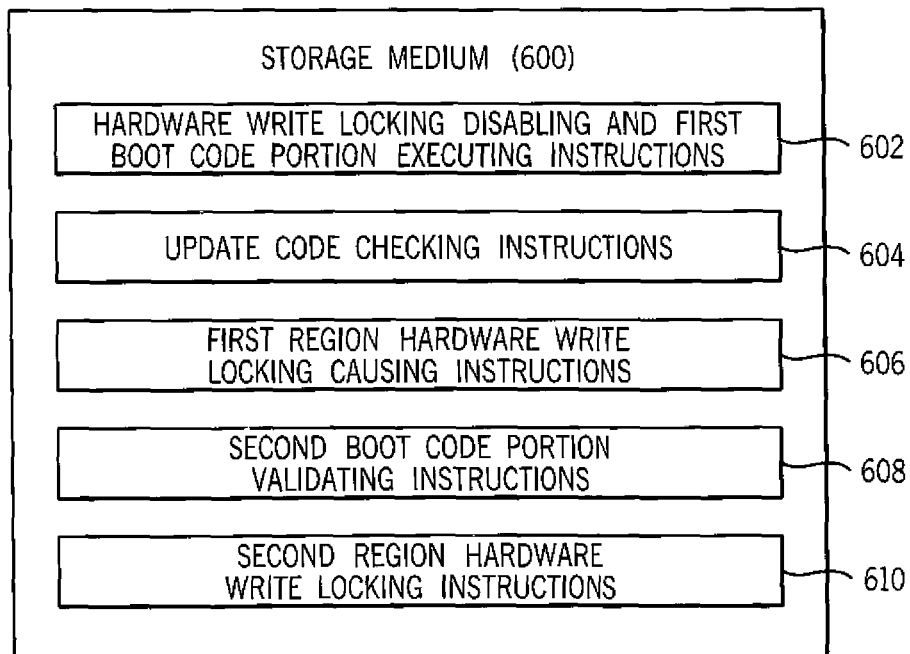 STORAGE MEDIUM (600)
HARDWARE WRITE LOCKING DISABLING AND FIRST
BOOT CODE PORTION EXECUTING INSTRUCTIONS
602
UPDATE CODE CHECKING INSTRUCTIONS
604
FIRST REGION HARDWARE WRITE
LOCKING CAUSING INSTRUCTIONS
606
SECOND BOOT CODE PORTION
VALIDATING INSTRUCTIONS
608
SECOND REGION HARDWARE
WRITE LOCKING INSTRUCTIONS
610